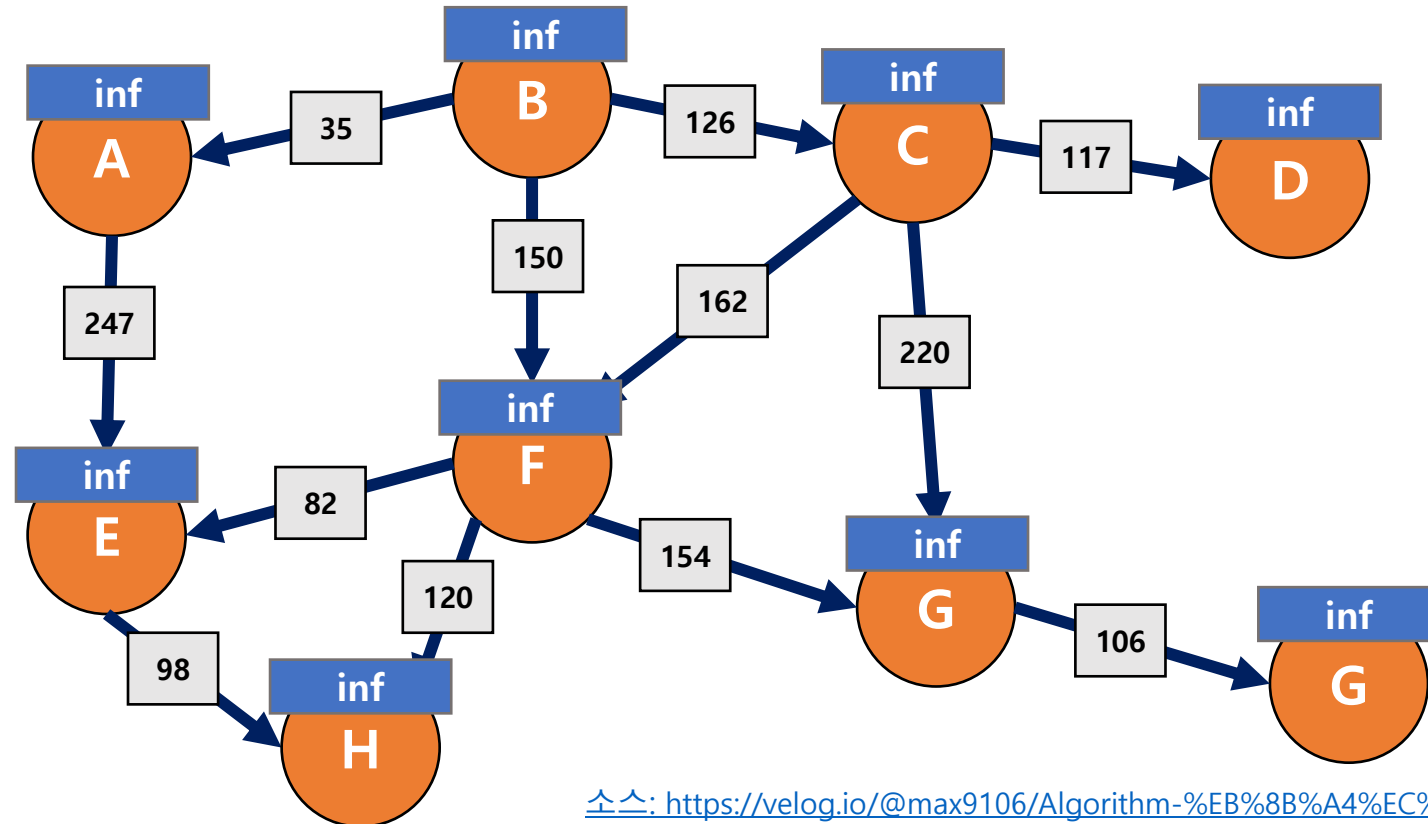 inf
B
inf
A
35
126
inf
C
117
inf
D
150
247
162
220
inf
F
inf
E
82
154
inf
G
120
106
inf
G
98
inf
H
소스: https://velog.io/@max9106/Algorithm-%EB%8B%A4%EC%